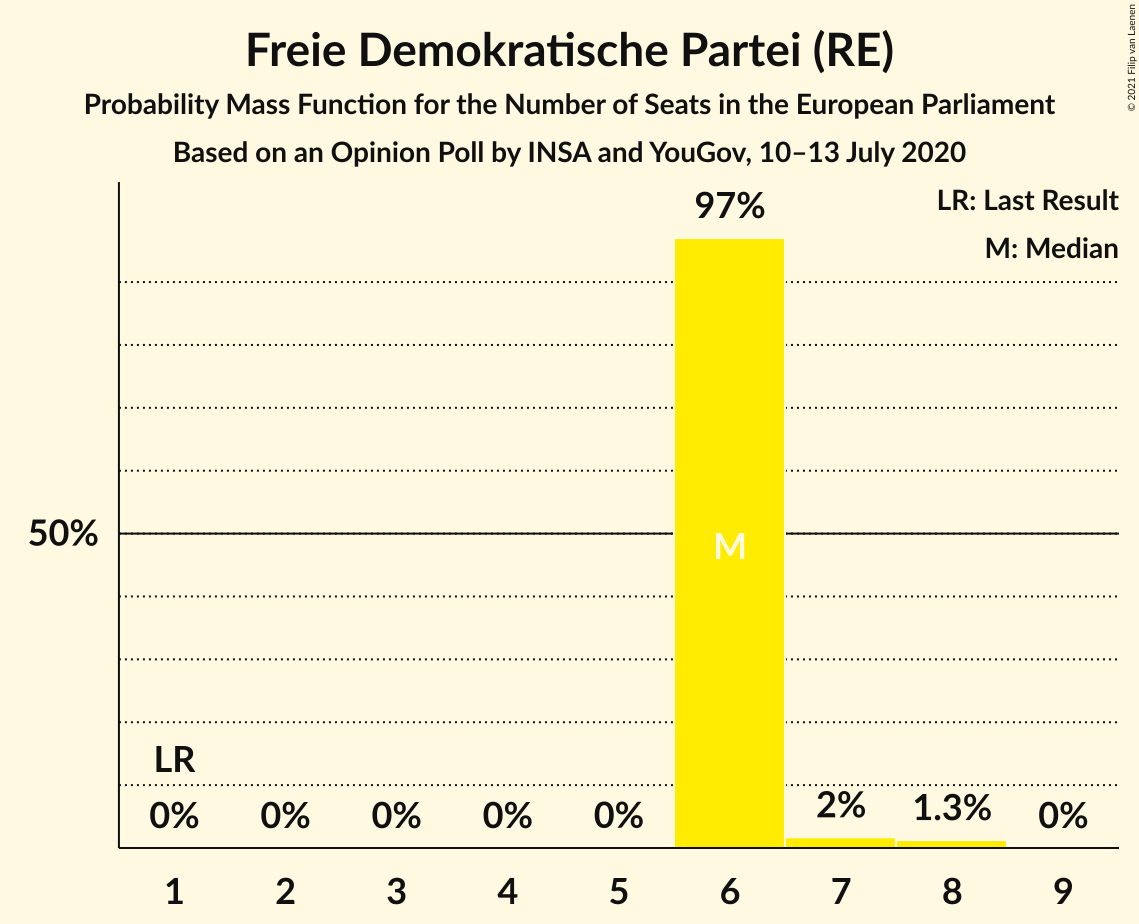 Freie Demokratische Partei (RE)
Probability Mass Function for the Number of Seats in the European Parliament
Based on an Opinion Poll by INSA and YouGov, 10–13 July 2020
© 2021 Filip van Laenen
LR: Last Result
M: Median
97%
50%
M
LR
0% 0% 0% 0% 0% 2% 1.3% 0%
1 2 3 4 5 6 7 8 9